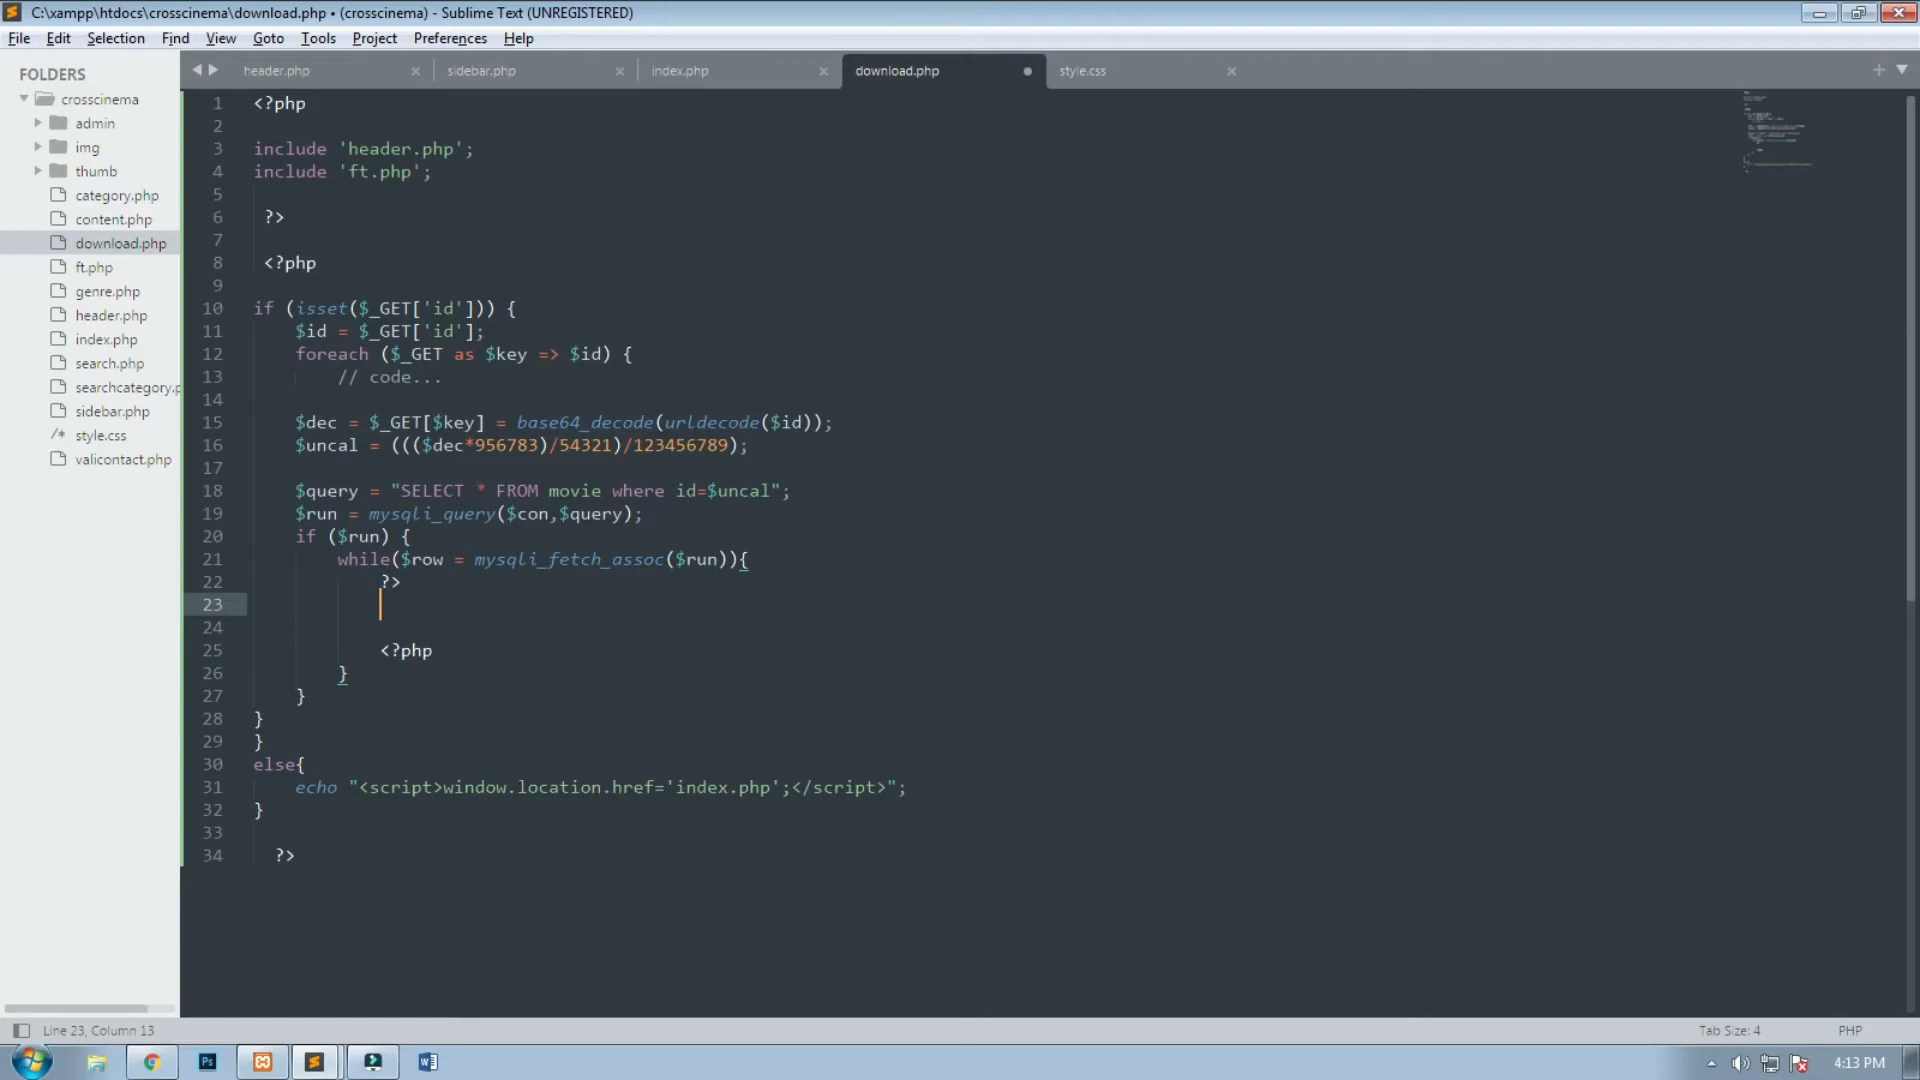 C:\xampp\htdocs\crosscinema\download.php • (crosscinema) - Sublime Text (UNREGISTERED)
File Edit Selection Find View Goto Tools Project Preferences Help
FOLDERS
crosscinema
admin
img
thumb
category.php
content.php
download.php
ft.php
genre.php
header.php
index.php
search.php
searchcategory.p
sidebar.php
/* style.css
valicontact.php
header.php × sidebar.php × index.php × download.php • style.css ×
1 <?php
2
3 include 'header.php';
4 include 'ft.php';
5
6 ?>
7
8 <?php
9
10 if (isset($_GET['id'])) {
11 $id = $_GET['id'];
12 foreach ($_GET as $key => $id) {
13 // code...
14
15 $dec = $_GET[$key] = base64_decode(urldecode($id));
16 $uncal = ((($dec*956783)/54321)/123456789);
17
18 $query = "SELECT * FROM movie where id=$uncal";
19 $run = mysqli_query($con,$query);
20 if ($run) {
21 while($row = mysqli_fetch_assoc($run)){
22 ?>
23
24
25 <?php
26 }
27 }
28 }
29 }
30 else{
31 echo "<script>window.location.href='index.php';</script>";
32 }
33
34 ?>
Line 23, Column 13
Tab Size: 4
PHP
Ps
W
4:13 PM